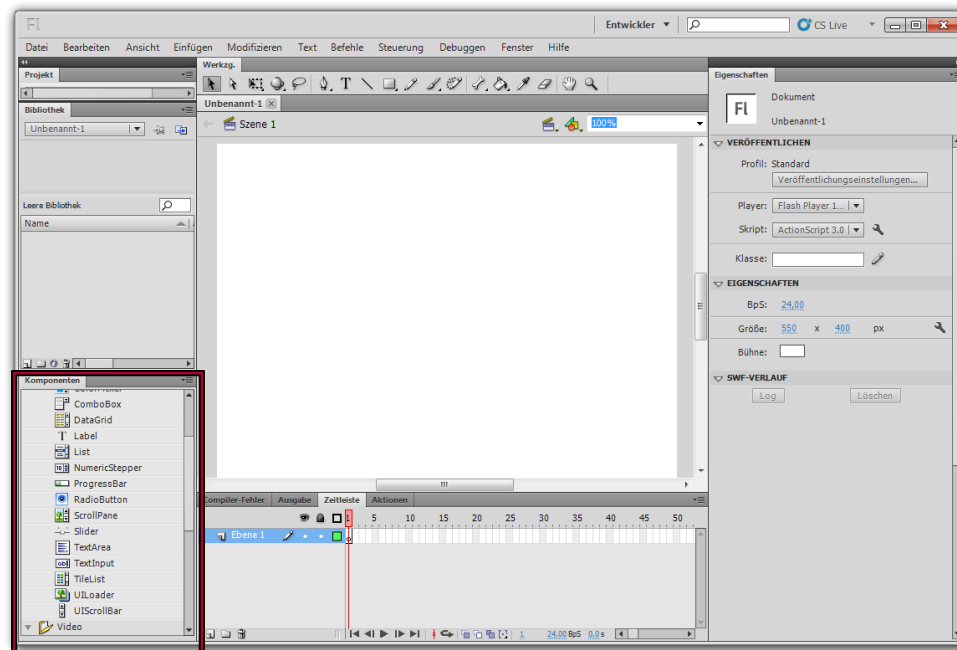 Fl Entwickler CS Live
Datei Bearbeiten Ansicht Einfügen Modifizieren Text Befehle Steuerung Debuggen Fenster Hilfe
Projekt
Bibliothek
Unbenannt-1
Leere Bibliothek
Name
Komponenten
ColorPicker
ComboBox
DataGrid
Label
List
NumericStepper
ProgressBar
RadioButton
ScrollPane
Slider
TextArea
TextInput
TileList
UILoader
UIScrollBar
Video
Werkzg.
Unbenannt-1
Szene 1 100%
Compiler-Fehler Ausgabe Zeitleiste Aktionen
1 5 10 15 20 25 30 35 40 45 50
Ebene 1
1 24,00 BpS 0,0 s
Eigenschaften
Fl
Dokument
Unbenannt-1
VERÖFFENTLICHEN
Profil: Standard
Veröffentlichungseinstellungen...
Player: Flash Player 1...
Skript: ActionScript 3.0
Klasse:
EIGENSCHAFTEN
BpS: 24,00
Größe: 550 x 400 px
Bühne:
SWF-VERLAUF
Log Löschen